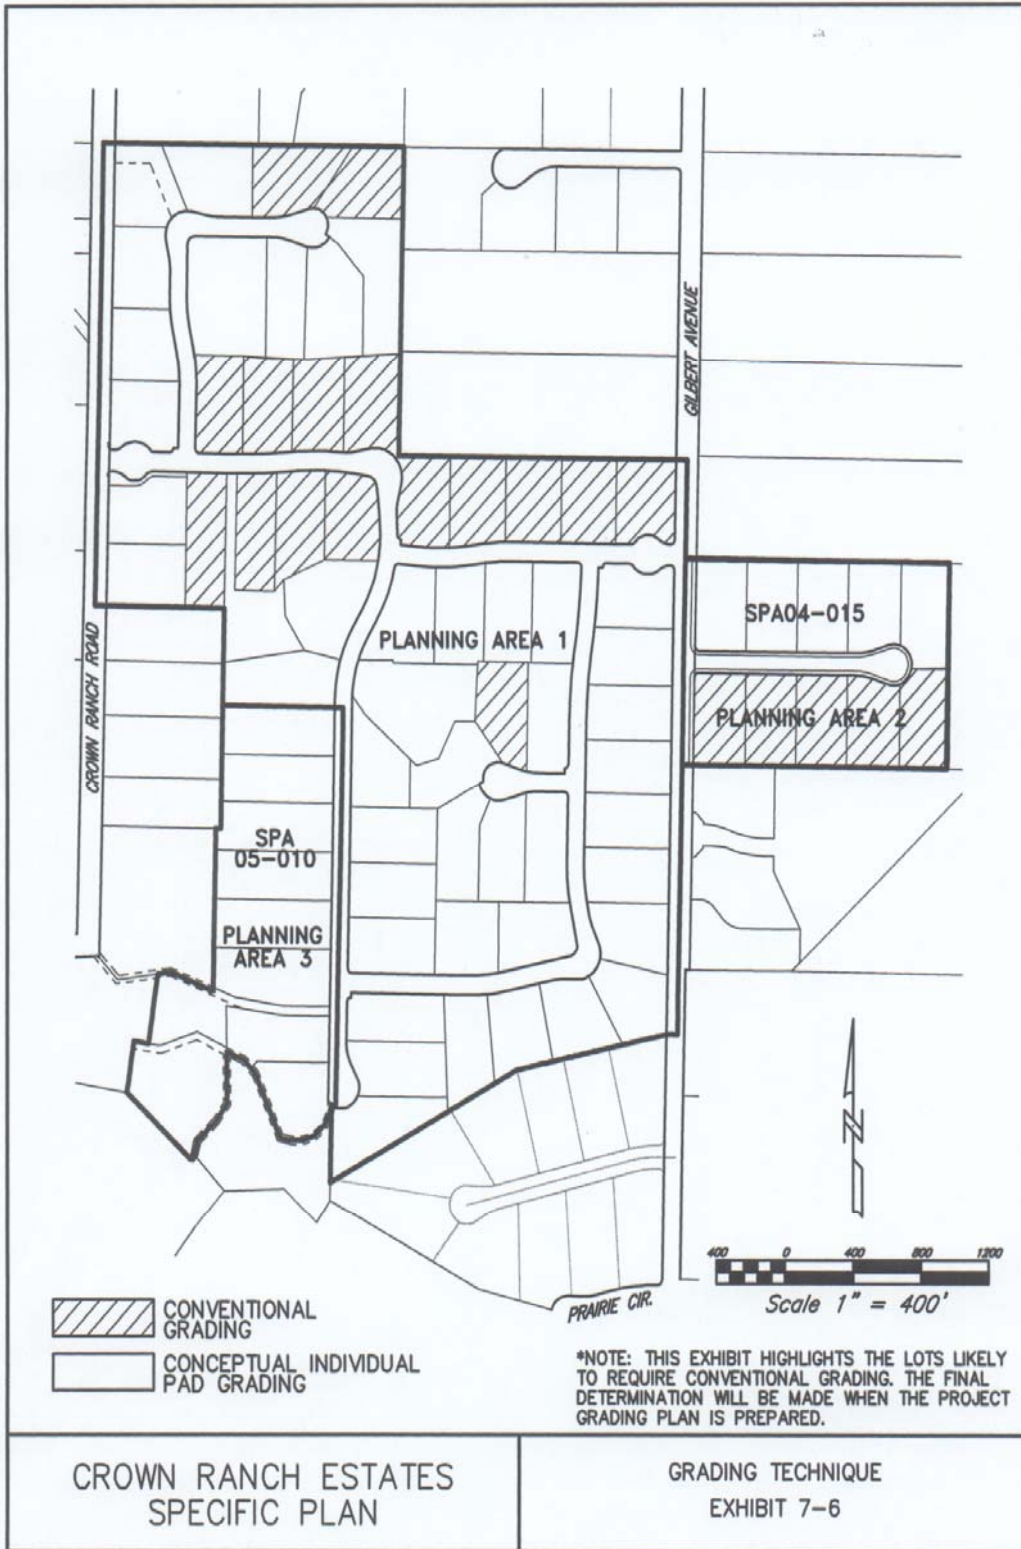 GILBERT AVENUE
CROWN RANCH ROAD
PLANNING AREA 1
SPA04-015
PLANNING AREA 2
SPA
05-010
PLANNING
AREA 3
N
400 0 400 800 1200
Scale 1" = 400'
PRAIRIE CIR.
CONVENTIONAL
GRADING
CONCEPTUAL INDIVIDUAL
PAD GRADING
*NOTE: THIS EXHIBIT HIGHLIGHTS THE LOTS LIKELY
TO REQUIRE CONVENTIONAL GRADING. THE FINAL
DETERMINATION WILL BE MADE WHEN THE PROJECT
GRADING PLAN IS PREPARED.
CROWN RANCH ESTATES
SPECIFIC PLAN
GRADING TECHNIQUE
EXHIBIT 7-6